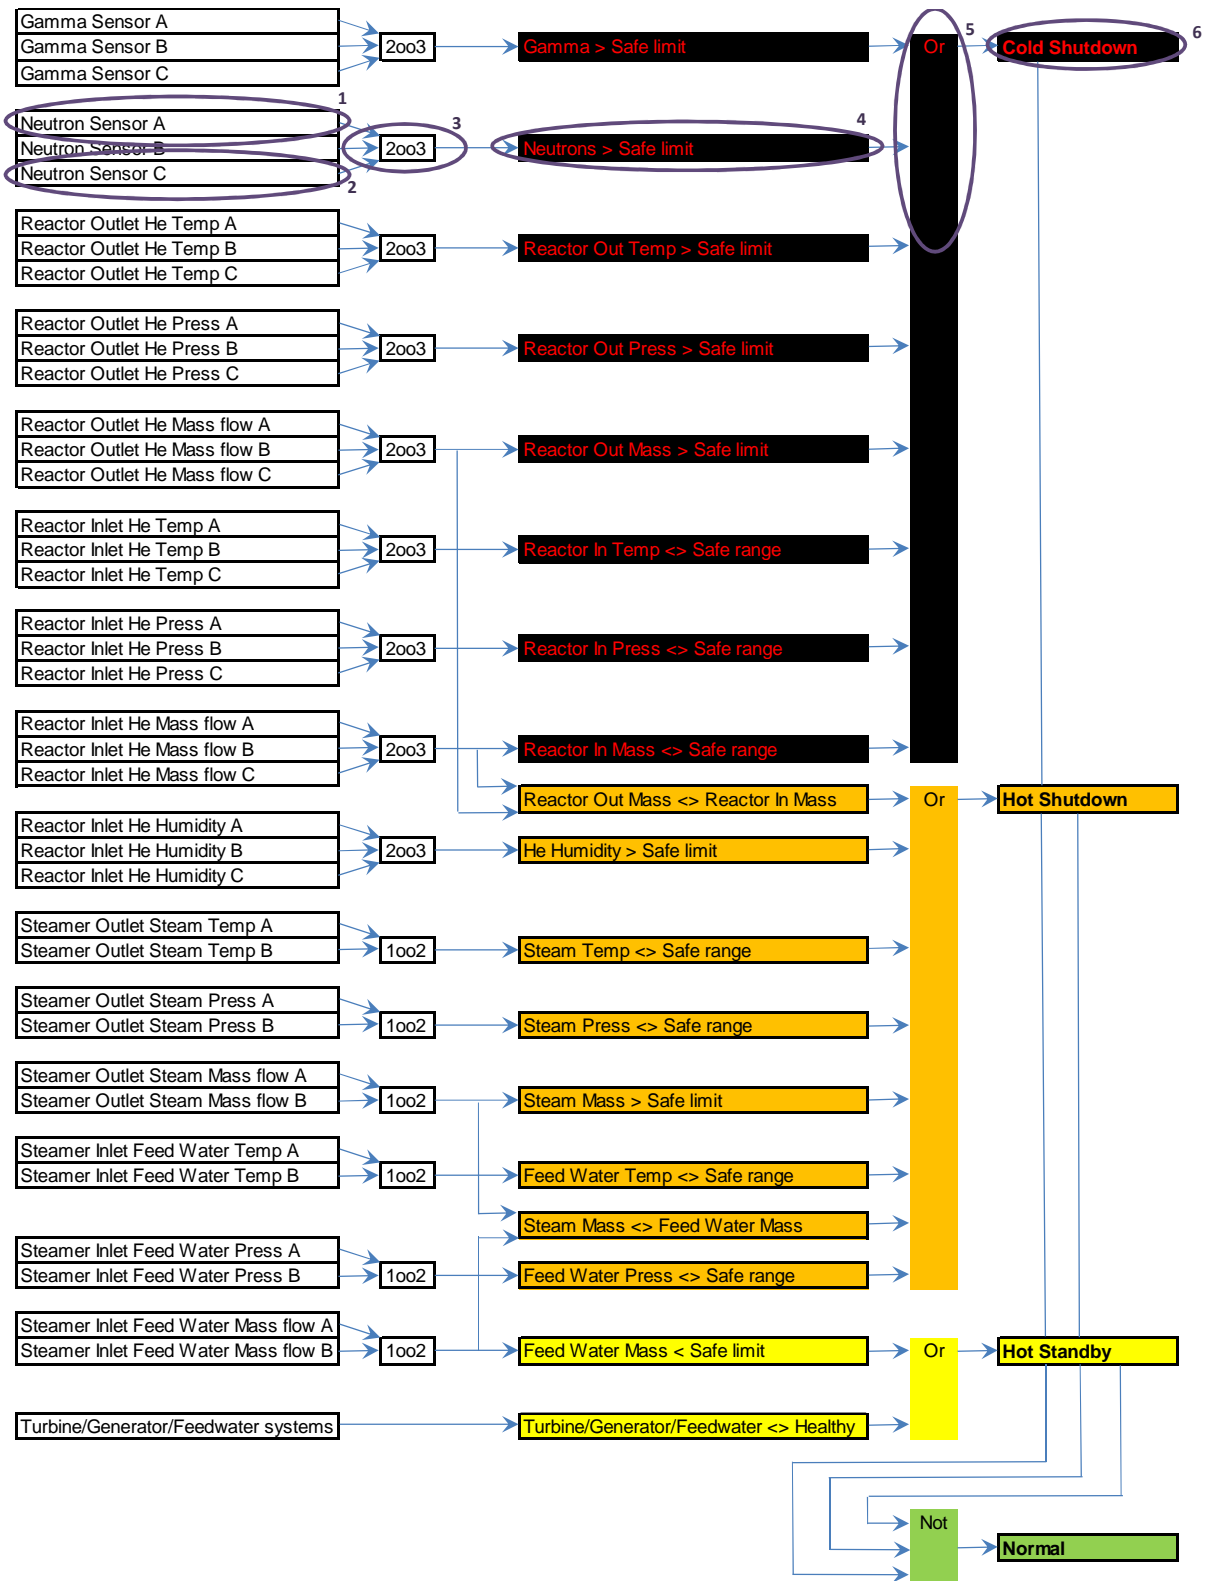 Gamma Sensor A
Gamma Sensor B
Gamma Sensor C
2oo3
Gamma > Safe limit
Or
5
Cold Shutdown
6
1
Neutron Sensor A
Neutron Sensor B
Neutron Sensor C
2
2oo3
3
Neutrons > Safe limit
4
Reactor Outlet He Temp A
Reactor Outlet He Temp B
Reactor Outlet He Temp C
2oo3
Reactor Out Temp > Safe limit
Reactor Outlet He Press A
Reactor Outlet He Press B
Reactor Outlet He Press C
2oo3
Reactor Out Press > Safe limit
Reactor Outlet He Mass flow A
Reactor Outlet He Mass flow B
Reactor Outlet He Mass flow C
2oo3
Reactor Out Mass > Safe limit
Reactor Inlet He Temp A
Reactor Inlet He Temp B
Reactor Inlet He Temp C
2oo3
Reactor In Temp <> Safe range
Reactor Inlet He Press A
Reactor Inlet He Press B
Reactor Inlet He Press C
2oo3
Reactor In Press <> Safe range
Reactor Inlet He Mass flow A
Reactor Inlet He Mass flow B
Reactor Inlet He Mass flow C
2oo3
Reactor In Mass <> Safe range
Reactor Out Mass <> Reactor In Mass
Or
Hot Shutdown
Reactor Inlet He Humidity A
Reactor Inlet He Humidity B
Reactor Inlet He Humidity C
2oo3
He Humidity > Safe limit
Steamer Outlet Steam Temp A
Steamer Outlet Steam Temp B
1oo2
Steam Temp <> Safe range
Steamer Outlet Steam Press A
Steamer Outlet Steam Press B
1oo2
Steam Press <> Safe range
Steamer Outlet Steam Mass flow A
Steamer Outlet Steam Mass flow B
1oo2
Steam Mass > Safe limit
Steamer Inlet Feed Water Temp A
Steamer Inlet Feed Water Temp B
1oo2
Feed Water Temp <> Safe range
Steam Mass <> Feed Water Mass
Steamer Inlet Feed Water Press A
Steamer Inlet Feed Water Press B
1oo2
Feed Water Press <> Safe range
Steamer Inlet Feed Water Mass flow A
Steamer Inlet Feed Water Mass flow B
1oo2
Feed Water Mass < Safe limit
Or
Hot Standby
Turbine/Generator/Feedwater systems
Turbine/Generator/Feedwater <> Healthy
Not
Normal